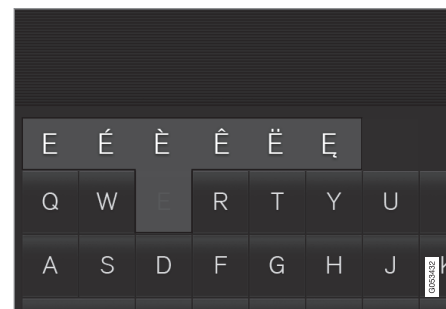 E É È Ê Ë Ę
Q W E R T Y U
A S D F G H J K
G053432